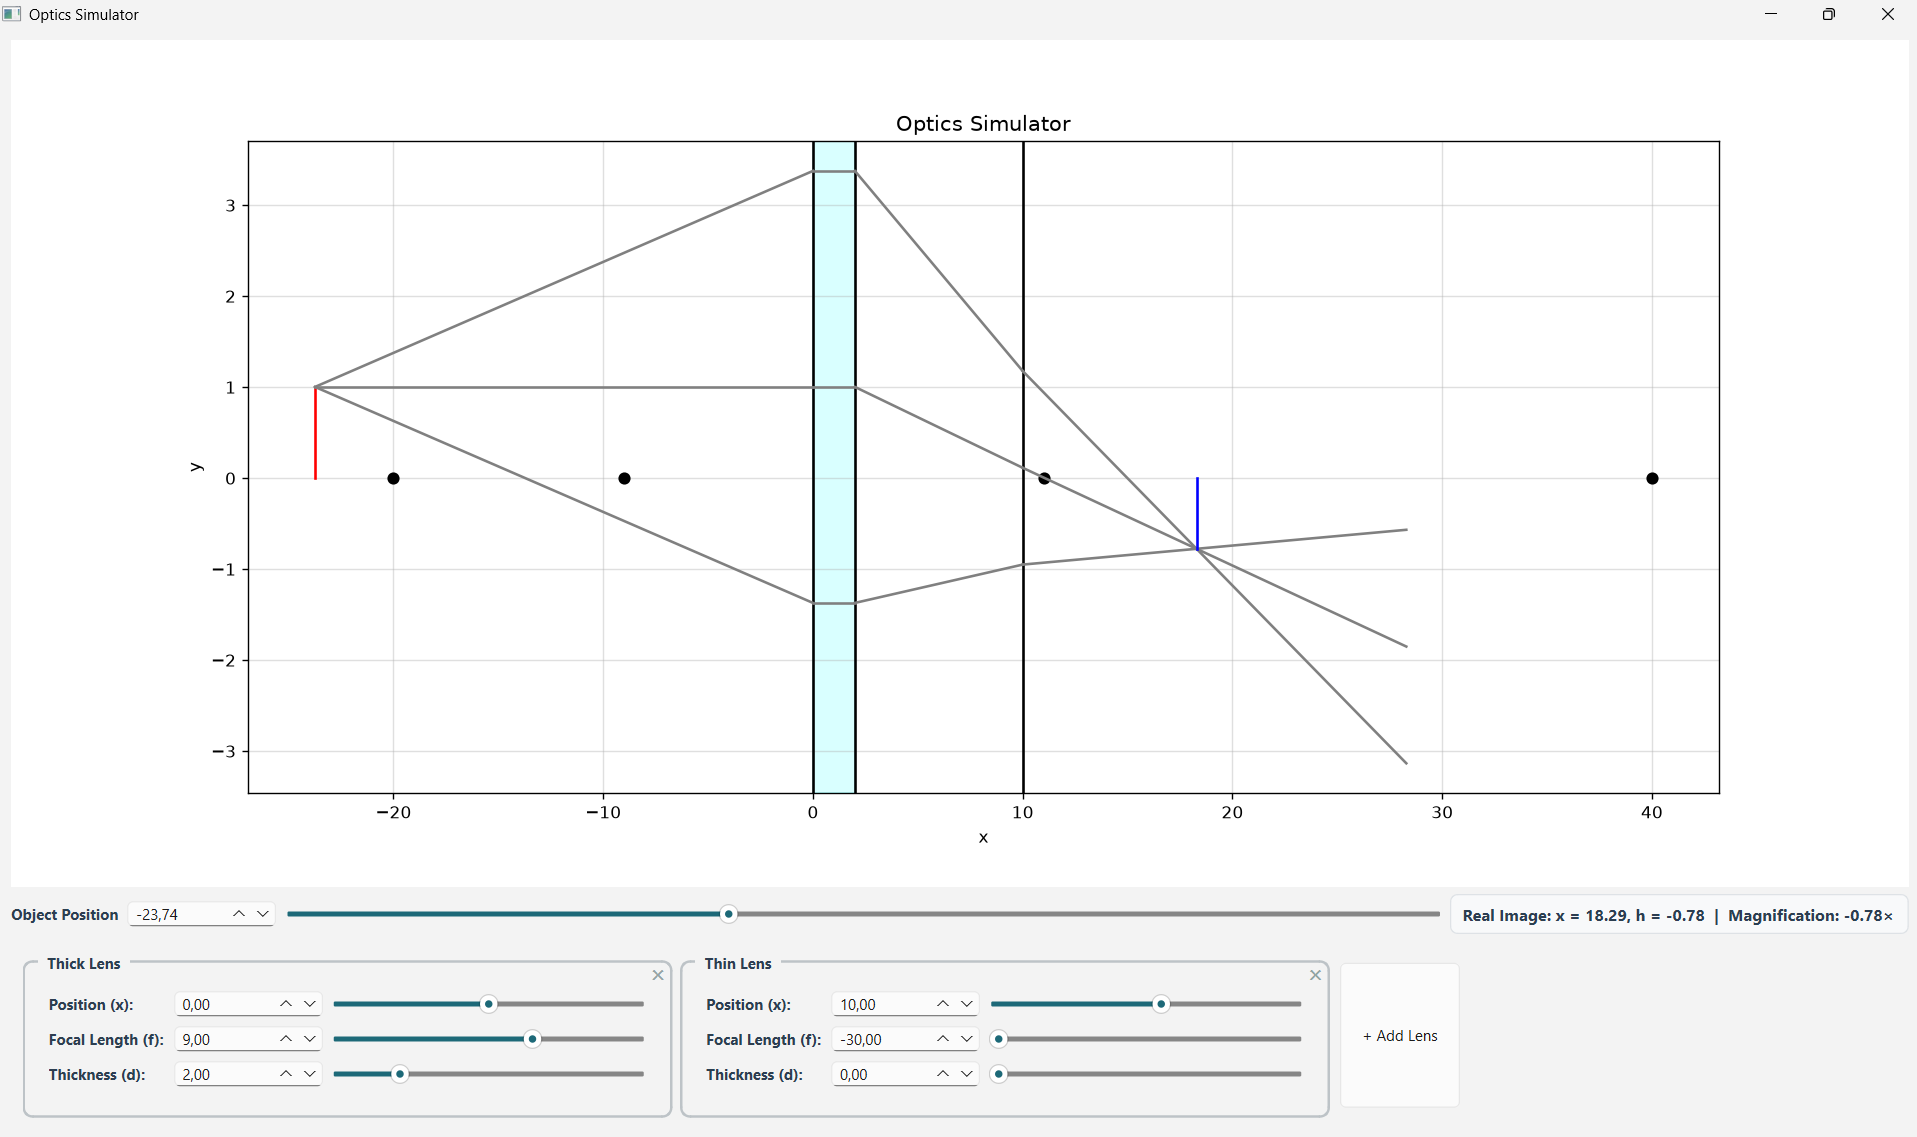 Optics Simulator
Optics Simulator
3
2
1
0
−1
−2
−3
y
−20 −10 0 10 20 30 40
x
Object Position -23,74 Real Image: x = 18.29, h = -0.78 | Magnification: -0.78×
Thick Lens
Position (x): 0,00
Focal Length (f): 9,00
Thickness (d): 2,00
Thin Lens
Position (x): 10,00
Focal Length (f): -30,00
Thickness (d): 0,00
+ Add Lens